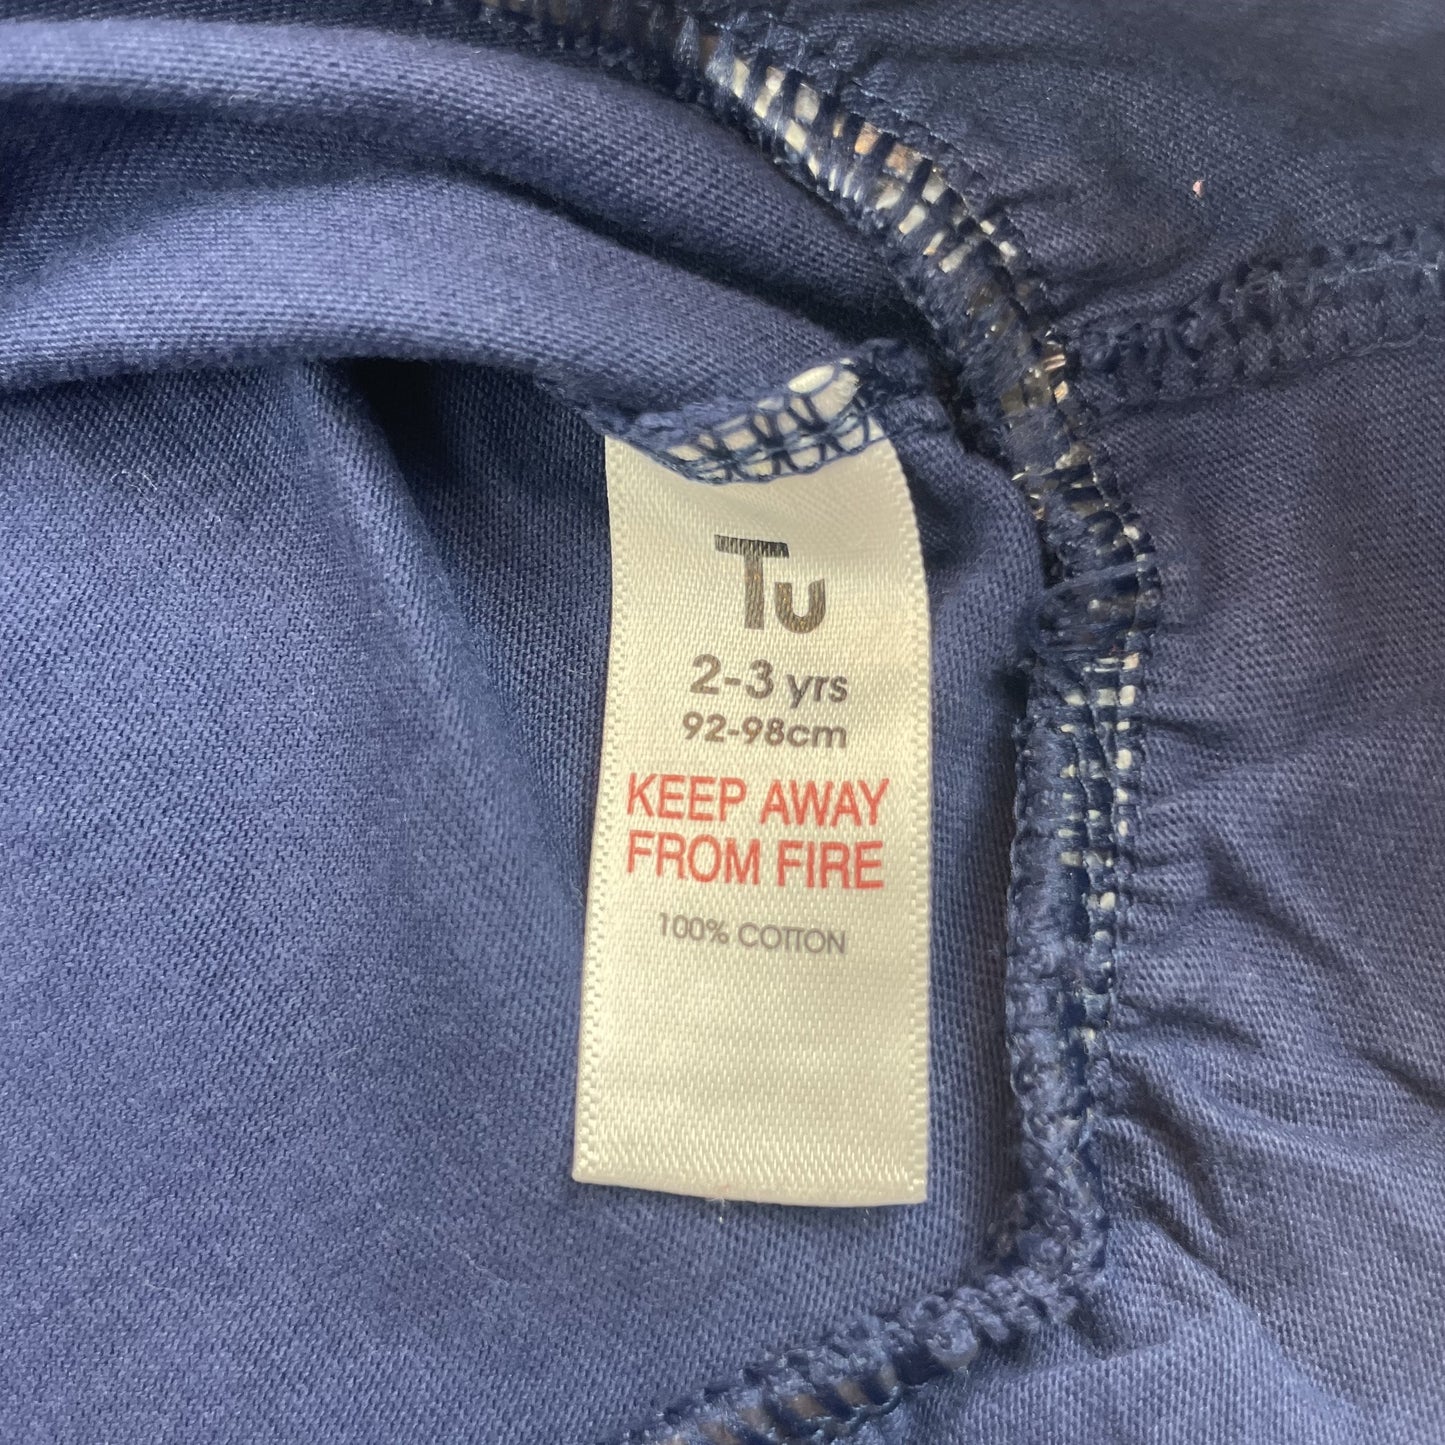 Tu
2-3 yrs
92-98cm
KEEP AWAY
FROM FIRE
100% COTTON